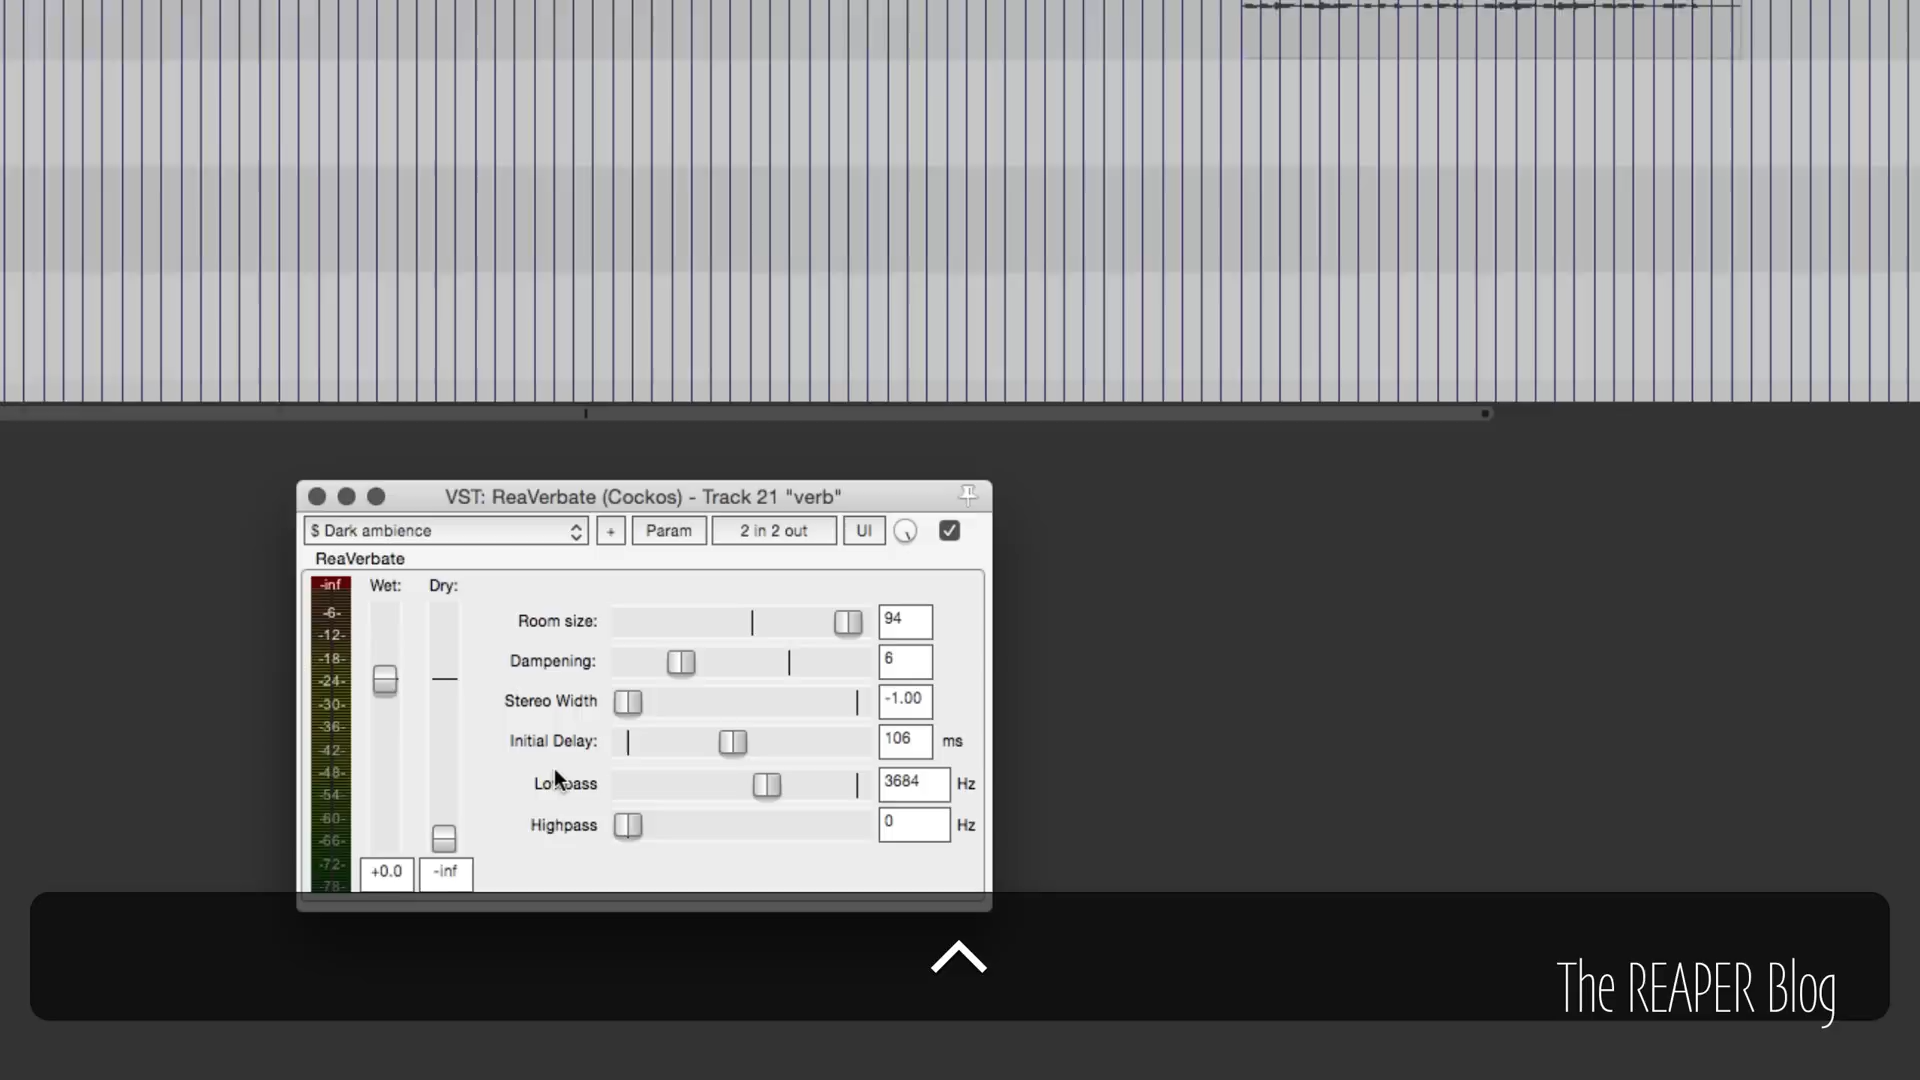 VST: ReaVerbate (Cockos) - Track 21 "verb"
$ Dark ambience
+
Param
2 in 2 out
UI
ReaVerbate
-inf
Wet:
Dry:
-6-
-12-
-18-
-24-
-30-
-36-
-42-
-48-
-54-
-60-
-66-
-72-
-78-
+0.0
-inf
Room size: 94
Dampening: 6
Stereo Width -1.00
Initial Delay: 106 ms
3684 Hz
Highpass 0 Hz
The REAPER Blog